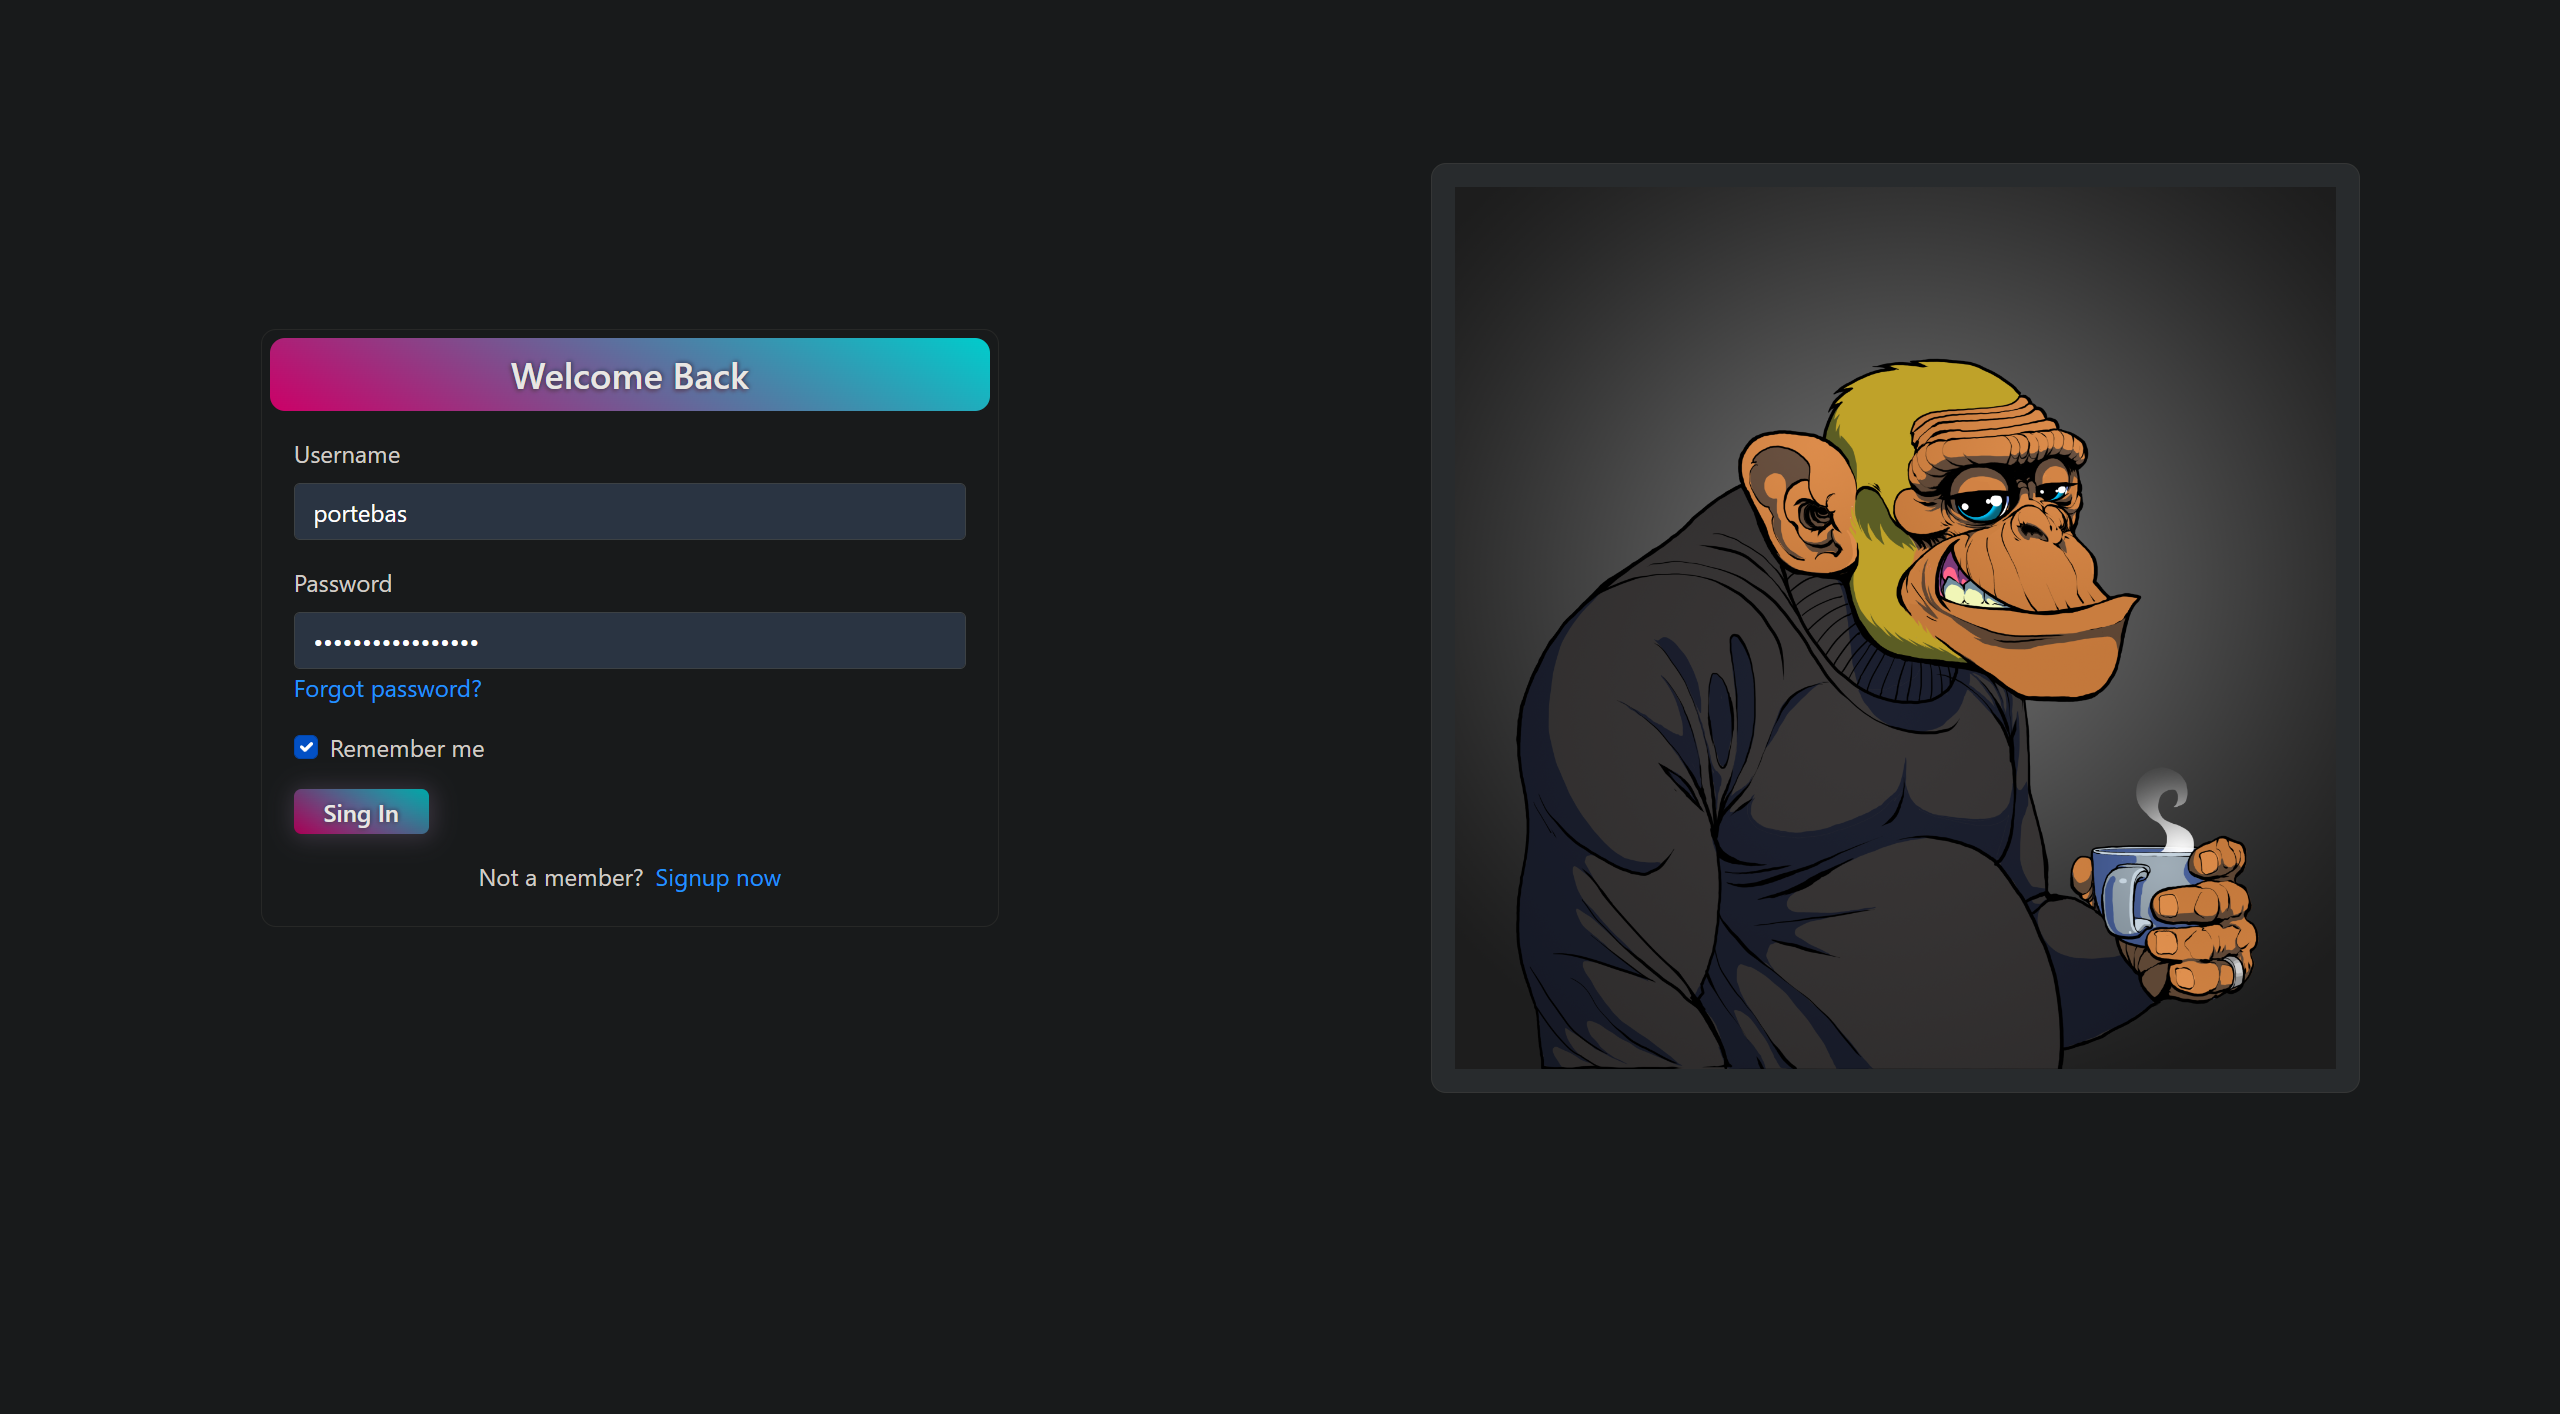 Welcome Back
Username
portebas
Password
•••••••••••••••••
Forgot password?
Remember me
Sing In
Not a member? Signup now